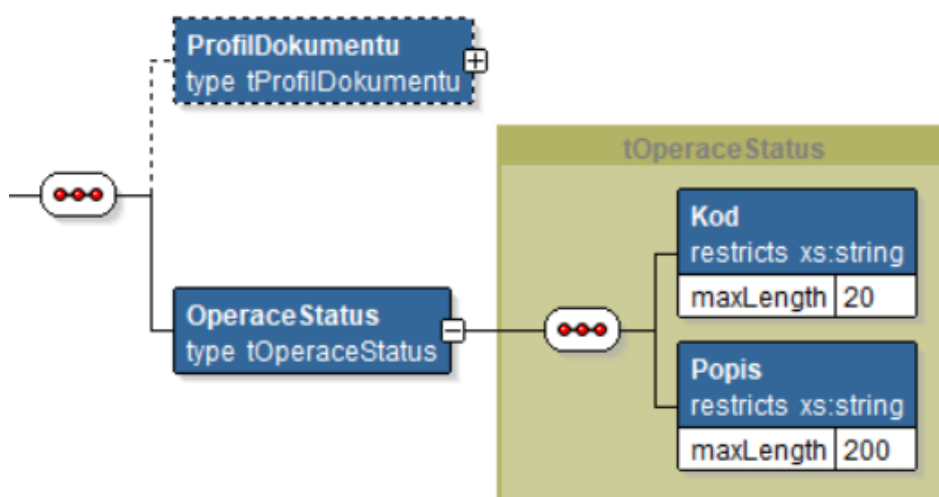 ProfilDokumentu
type tProfilDokumentu
tOperaceStatus
Kod
restricts xs:string
maxLength 20
OperaceStatus
type tOperaceStatus
Popis
restricts xs:string
maxLength 200